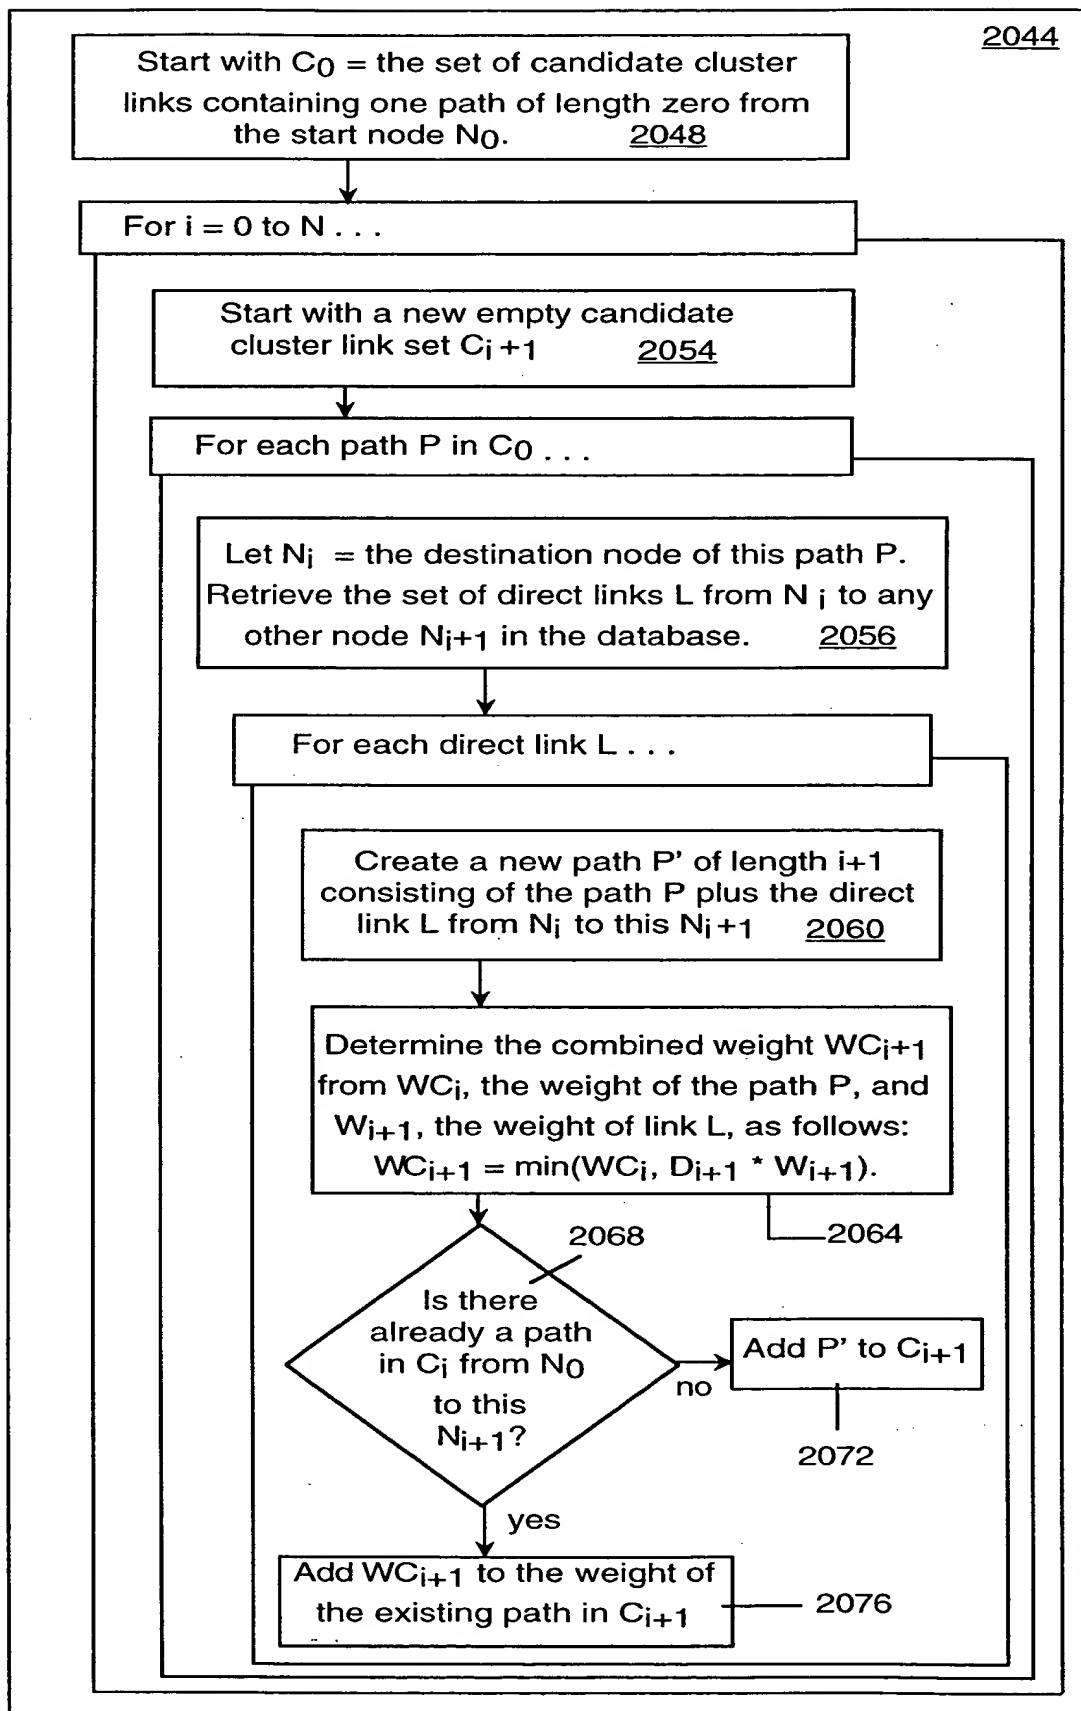 2044
Start with C0 = the set of candidate cluster
links containing one path of length zero from
the start node N0. 2048
For i = 0 to N . . .
Start with a new empty candidate
cluster link set Ci+1 2054
For each path P in C0 . . .
Let Ni = the destination node of this path P.
Retrieve the set of direct links L from N i to any
other node Ni+1 in the database. 2056
For each direct link L . . .
Create a new path P' of length i+1
consisting of the path P plus the direct
link L from Ni to this Ni+1 2060
Determine the combined weight WCi+1
from WCi, the weight of the path P, and
Wi+1, the weight of link L, as follows:
WCi+1 = min(WCi, Di+1 * Wi+1).
2064
2068
Is there
already a path
in Ci from N0
to this
Ni+1?
no
Add P' to Ci+1
2072
yes
Add WCi+1 to the weight of
the existing path in Ci+1
2076